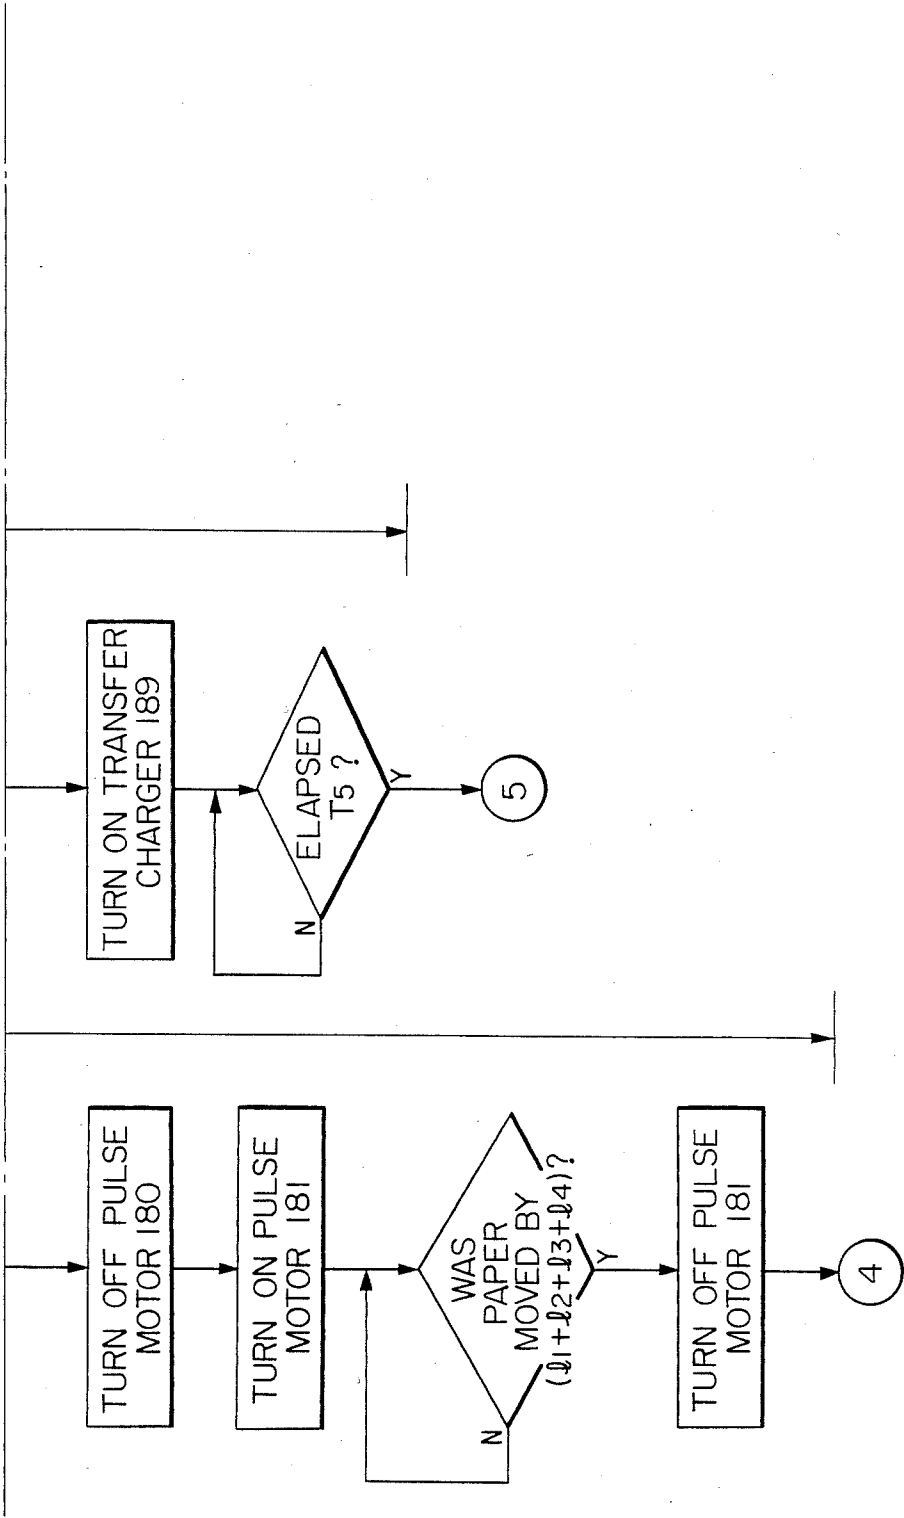 TURN OFF PULSE
MOTOR 180
TURN ON PULSE
MOTOR 181
WAS
PAPER
MOVED BY
(ℓ1+ℓ2+ℓ3+ℓ4)?
N
Y
TURN OFF PULSE
MOTOR 181
4
TURN ON TRANSFER
CHARGER 189
ELAPSED
T5 ?
N
Y
5